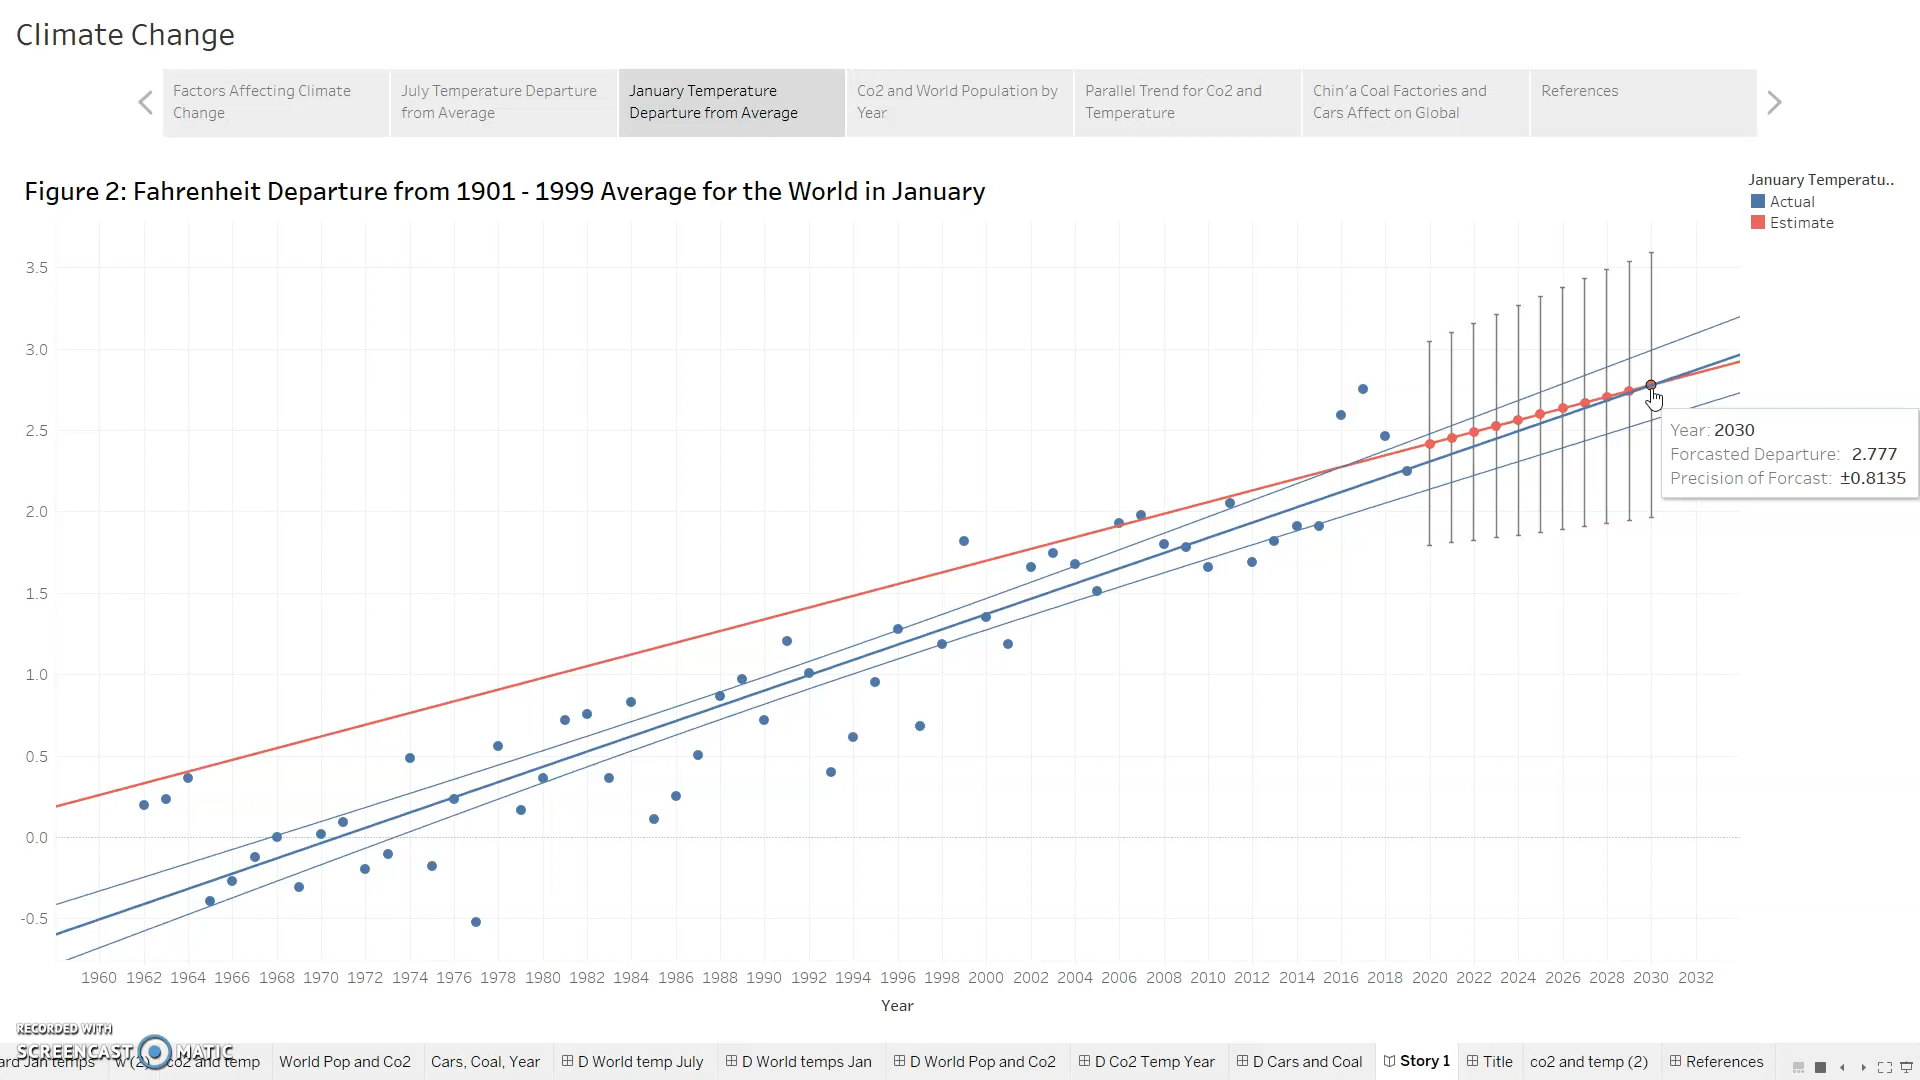 Climate Change
Factors Affecting Climate
Change
July Temperature Departure
from Average
January Temperature
Departure from Average
Co2 and World Population by
Year
Parallel Trend for Co2 and
Temperature
Chin'a Coal Factories and
Cars Affect on Global
References
Figure 2: Fahrenheit Departure from 1901 - 1999 Average for the World in January
January Temperatu..
Actual
Estimate
3.5
3.0
2.5
2.0
1.5
1.0
0.5
0.0
-0.5
Year: 2030
Forcasted Departure: 2.777
Precision of Forcast: ±0.8135
1960 1962 1964 1966 1968 1970 1972 1974 1976 1978 1980 1982 1984 1986 1988 1990 1992 1994 1996 1998 2000 2002 2004 2006 2008 2010 2012 2014 2016 2018 2020 2022 2024 2026 2028 2030 2032
Year
RECORDED WITH
SCREENCAST MATIC
ard Jan temps w (2) co2 and temp World Pop and Co2 Cars, Coal, Year D World temp July D World temps Jan D World Pop and Co2 D Co2 Temp Year D Cars and Coal Story 1 Title co2 and temp (2) References